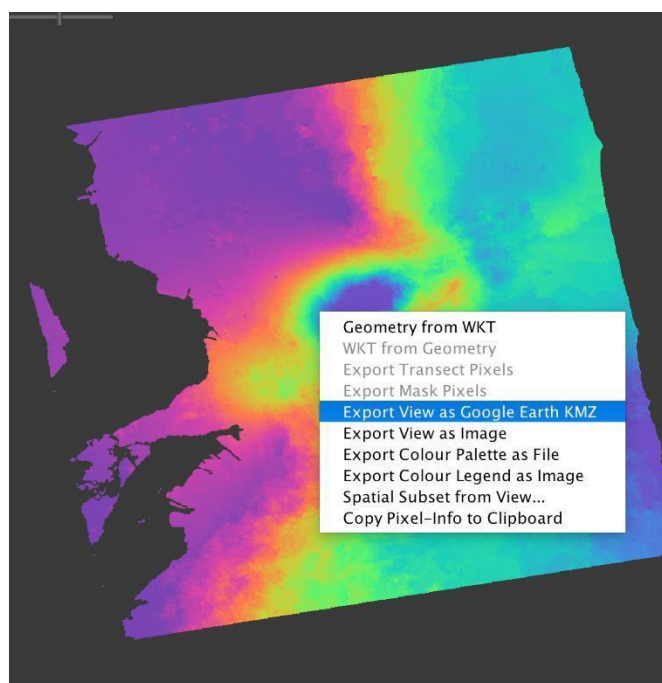 Geometry from WKT
WKT from Geometry
Export Transect Pixels
Export Mask Pixels
Export View as Google Earth KMZ
Export View as Image
Export Colour Palette as File
Export Colour Legend as Image
Spatial Subset from View...
Copy Pixel-Info to Clipboard